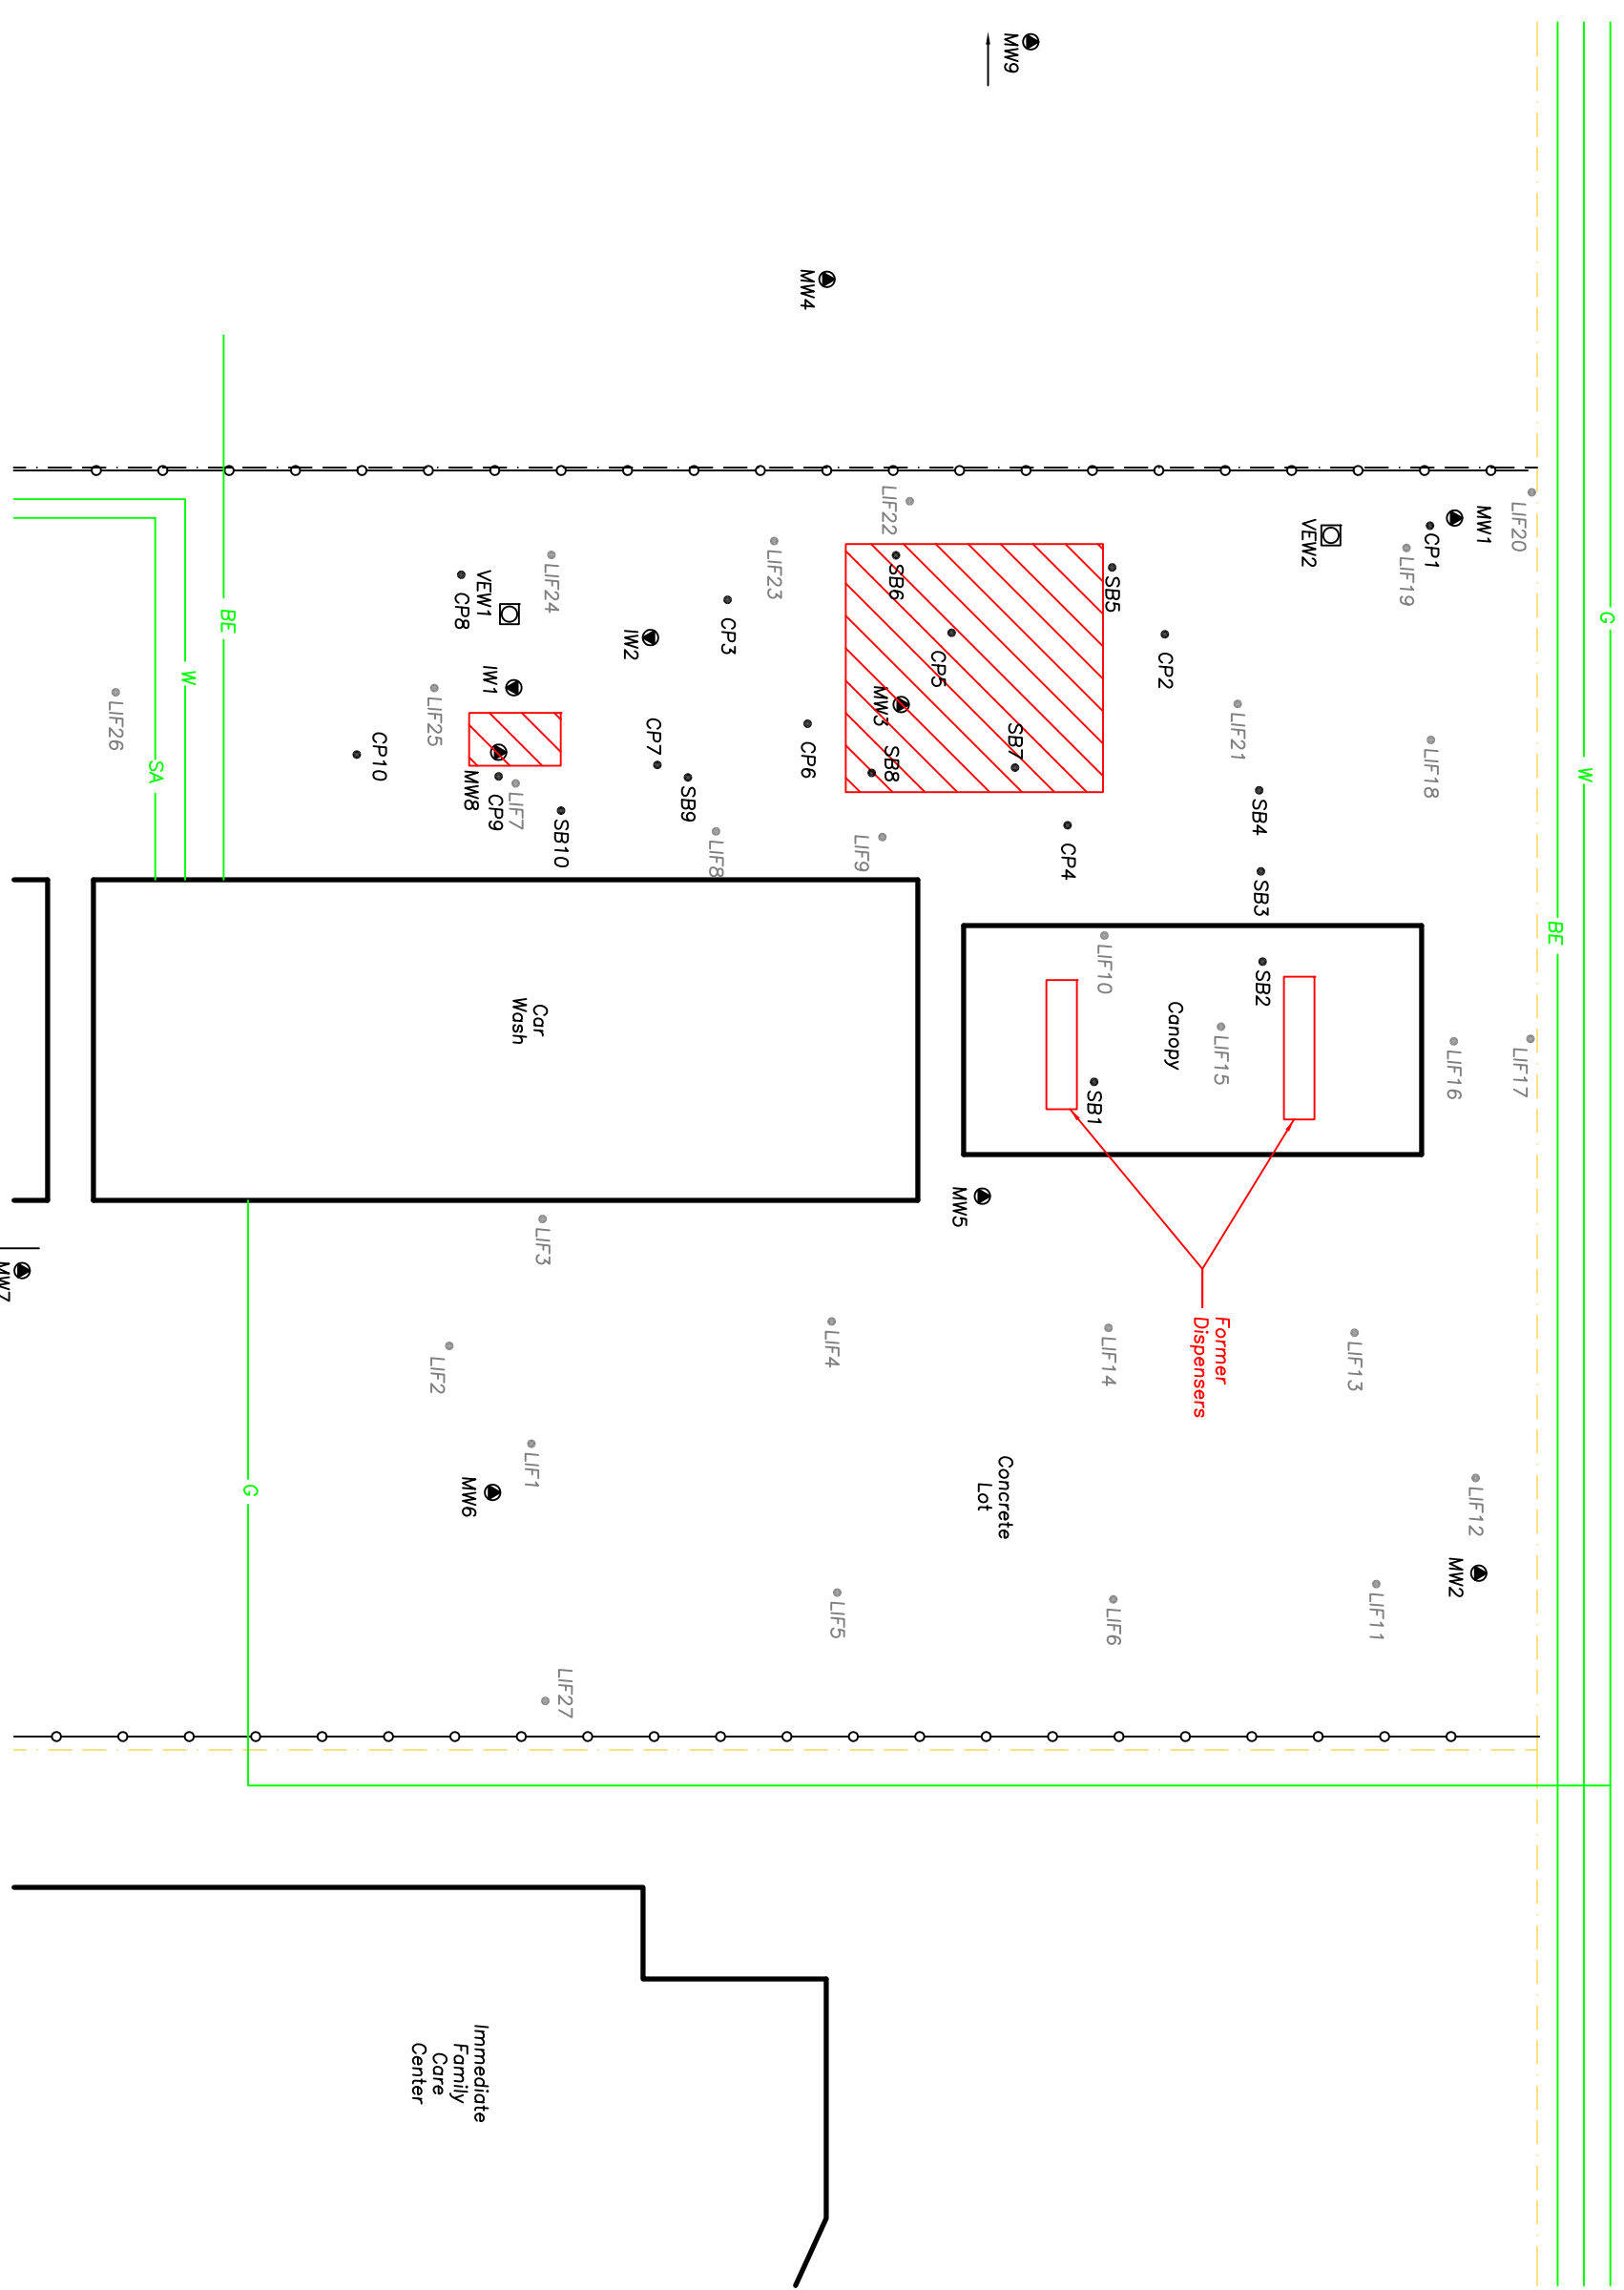 G
W
BE
MW9
MW4
LIF20
MW1
CP1
LIF19
VEW2
LIF22
SB5
SB6
CP2
CP5
MW3
SB7
SB8
LIF21
LIF18
SB4
CP4
SB3
LIF9
LIF23
CP3
CP6
IW2
CP7
SB9
LIF8
LIF24
VEW1
CP8
IW1
LIF25
MW8
CP9
LIF7
SB10
CP10
LIF26
BE
W
SA
LIF10
SB2
Canopy
LIF15
SB1
LIF16
LIF17
Car
Wash
MW5
LIF3
MW7
Former
Dispensers
LIF13
LIF14
LIF4
LIF2
LIF1
MW6
G
Concrete
Lot
LIF12
MW2
LIF11
LIF6
LIF5
LIF27
Immediate
Family
Care
Center